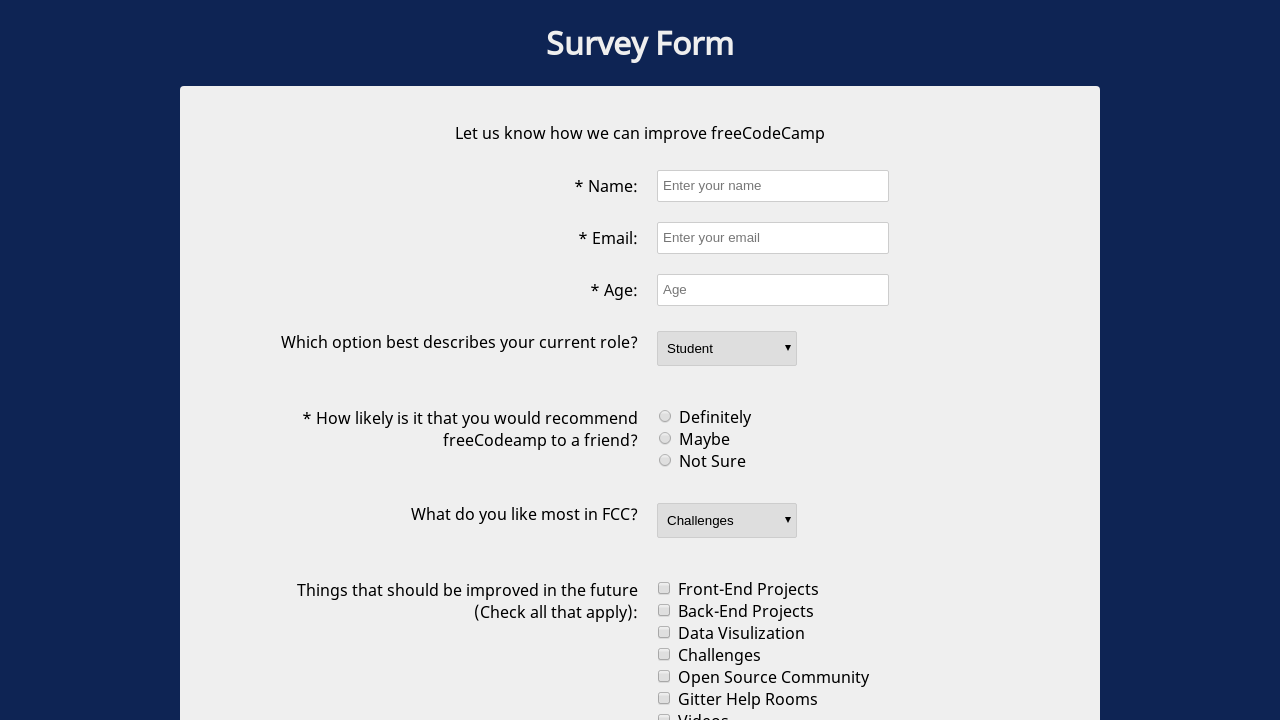 Survey Form
Let us know how we can improve freeCodeCamp
* Name: Enter your name
* Email: Enter your email
* Age: Age
Which option best describes your current role? Student
* How likely is it that you would recommend
freeCodeamp to a friend?
Definitely
Maybe
Not Sure
What do you like most in FCC? Challenges
Things that should be improved in the future
(Check all that apply):
Front-End Projects
Back-End Projects
Data Visulization
Challenges
Open Source Community
Gitter Help Rooms
Videos